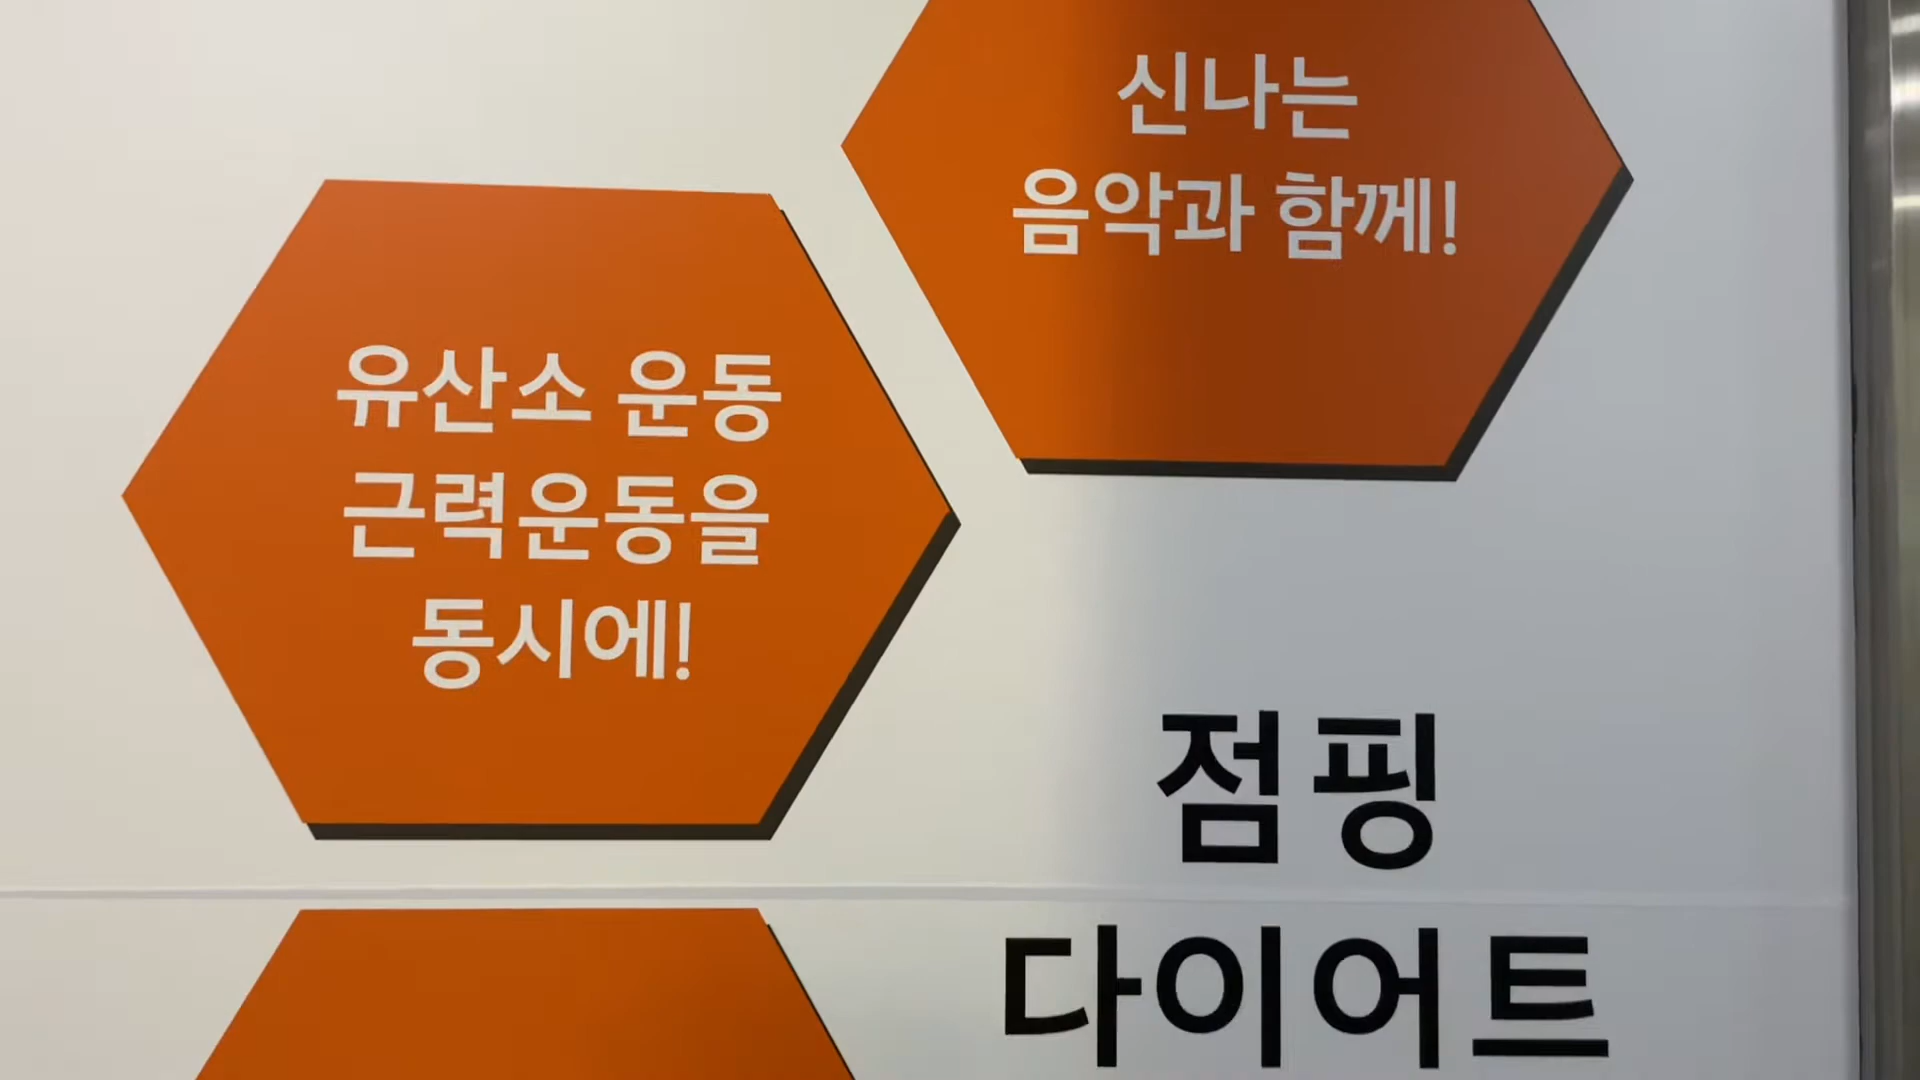 신나는
음악과 함께!
유산소 운동
근력운동을
동시에!
점핑
다이어트